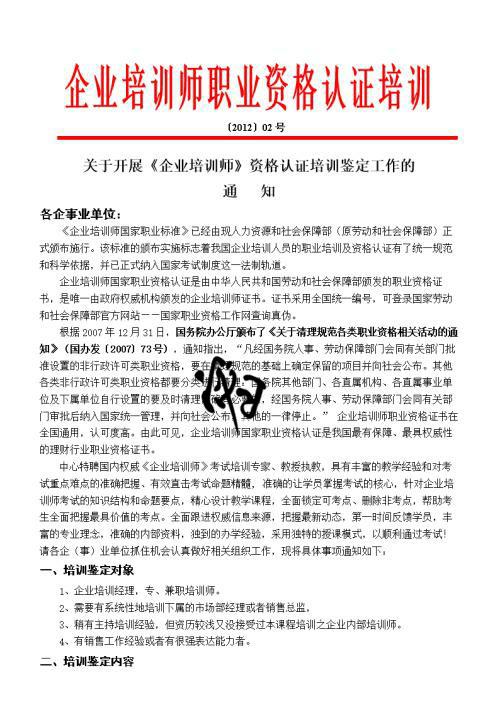 企业培训师职业资格认证培训
〔2012〕02号
关于开展《企业培训师》资格认证培训鉴定工作的
通 知
各企事业单位：
《企业培训师国家职业标准》已经由现人力资源和社会保障部（原劳动和社会保障部）正
式颁布施行。该标准的颁布实施标志着我国企业培训人员的职业培训及资格认证有了统一规范
和科学依据，并已正式纳入国家考试制度这一法制轨道。
企业培训师国家职业资格认证是由中华人民共和国劳动和社会保障部颁发的职业资格证
书，是唯一由政府权威机构颁发的企业培训师证书。证书采用全国统一编号，可登录国家劳动
和社会保障部官方网站——国家职业资格工作网查询真伪。
根据2007年12月31日，国务院办公厅颁布了《关于清理规范各类职业资格相关活动的通
知》（国办发〔2007〕73号），通知指出，“凡经国务院人事、劳动保障部门会同有关部门批
准设置的非行政许可类职业资格，要在 规范的基础上确定保留的项目并向社会公布。其他
各类非行政许可类职业资格都要分类进行 理。国务院其他部门、各直属机构、各直属事业单
位及下属单位自行设置的要及时清理， 必 ，经国务院人事、劳动保障部门会同有关部
门审批后纳入国家统一管理，并向社会公布，其他的一律停止。” 企业培训师职业资格证书在
全国通用，认可度高。由此可见，企业培训师国家职业资格认证是我国最有保障、最具权威性
的理财行业职业资格证书。
中心特聘国内权威《企业培训师》考试培训专家、教授执教，具有丰富的教学经验和对考
试重点难点的准确把握、有效直击考试命题精髓，准确的让学员掌握考试的核心，针对企业培
训师考试的知识结构和命题要点，精心设计教学课程，全面锁定可考点、删除非考点，帮助考
生全面把握最具价值的考点。全面跟进权威信息来源，把握最新动态，第一时间反馈学员，丰
富的专业理念，准确的内部资料，独到的办学经验，采用独特的授课模式，以顺利通过考试！
请各企（事）业单位抓住机会认真做好相关组织工作，现将具体事项通知如下：
一、培训鉴定对象
1、企业培训经理，专、兼职培训师。
2、需要有系统性地培训下属的市场部经理或者销售总监。
3、稍有主持培训经验，但资历较浅又没接受过本课程培训之企业内部培训师。
4、有销售工作经验或者有很强表达能力者。
二、培训鉴定内容